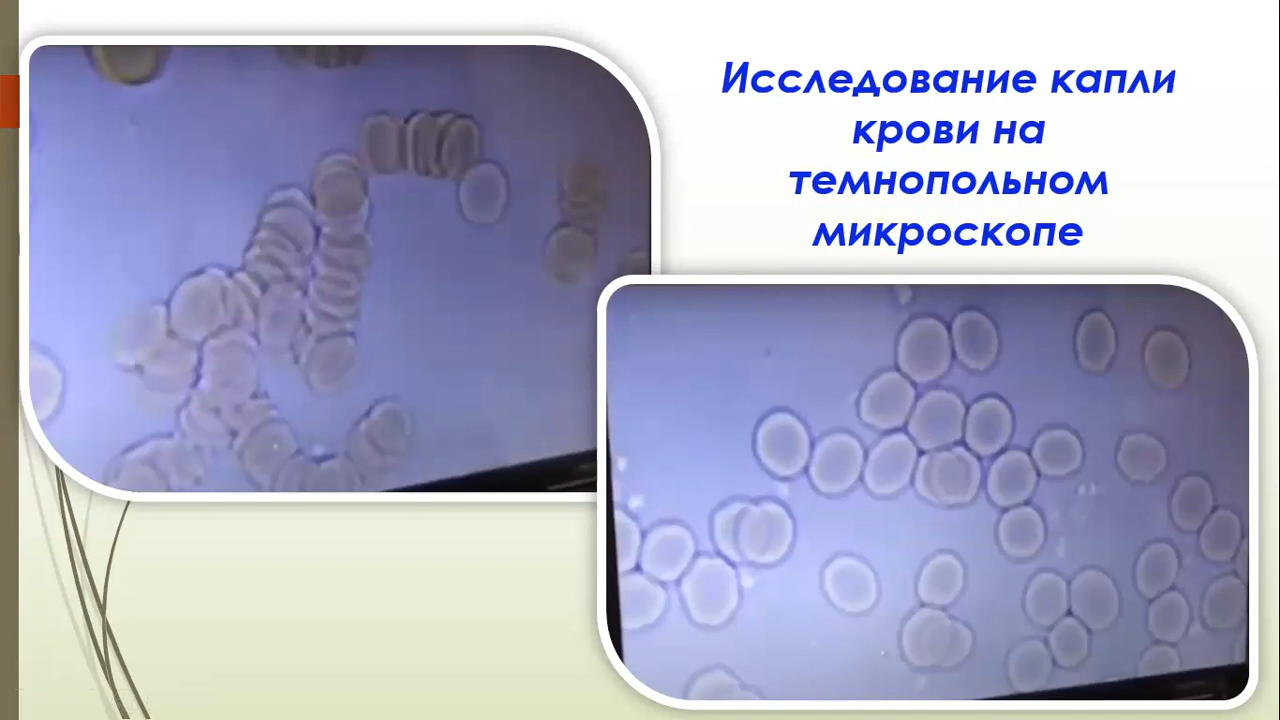 Исследование капли
крови на
темнопольном
микроскопе